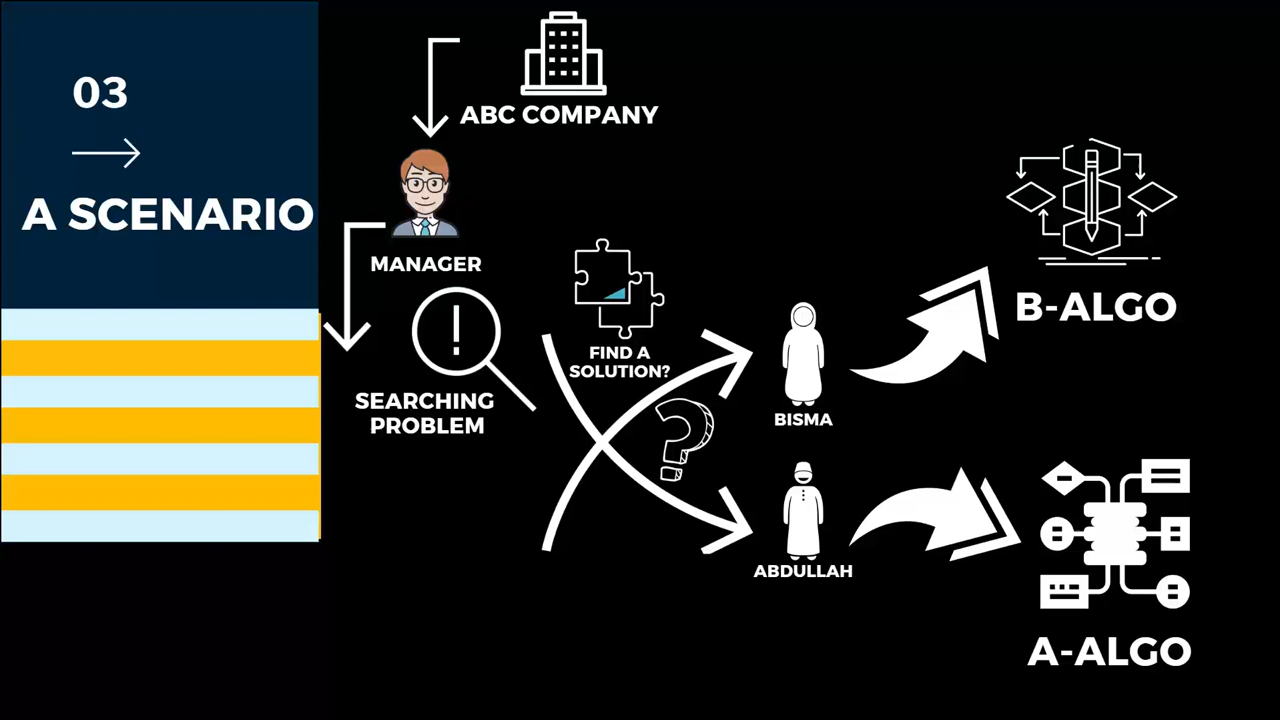 03
A SCENARIO
ABC COMPANY
MANAGER
SEARCHING
PROBLEM
FIND A
SOLUTION?
BISMA
ABDULLAH
B-ALGO
A-ALGO